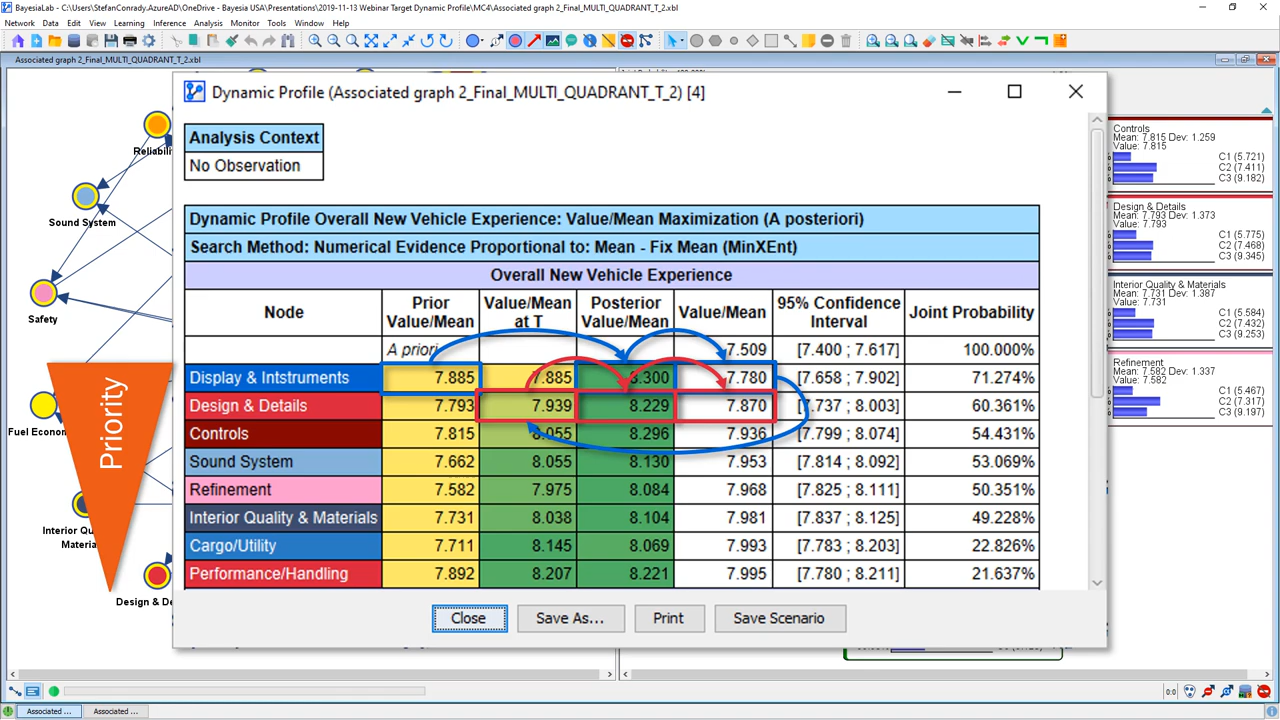 BayesiaLab - C:\Users\StefanConrady.AzureAD\OneDrive - Bayesia USA\Presentations\2019-11-13 Webinar Target Dynamic Profile\MC4\Associated graph 2_Final_MULTI_QUADRANT_T_2.xbl
Network Data Edit View Learning Inference Analysis Monitor Tools Window Help
Associated graph 2_Final_MULTI_QUADRANT_T_2.xbl
Dynamic Profile (Associated graph 2_Final_MULTI_QUADRANT_T_2) [4]
Analysis Context
No Observation
Dynamic Profile Overall New Vehicle Experience: Value/Mean Maximization (A posteriori)
Search Method: Numerical Evidence Proportional to: Mean - Fix Mean (MinXEnt)
Overall New Vehicle Experience
Node Prior Value/Mean Value/Mean at T Posterior Value/Mean Value/Mean 95% Confidence Interval Joint Probability
A priori 7.509 [7.400 ; 7.617] 100.000%
Display & Intstruments 7.885 7.885 8.300 7.780 [7.658 ; 7.902] 71.274%
Design & Details 7.793 7.939 8.229 7.870 [7.737 ; 8.003] 60.361%
Controls 7.815 8.055 8.296 7.936 [7.799 ; 8.074] 54.431%
Sound System 7.662 8.055 8.130 7.953 [7.814 ; 8.092] 53.069%
Refinement 7.582 7.975 8.084 7.968 [7.825 ; 8.111] 50.351%
Interior Quality & Materials 7.731 8.038 8.104 7.981 [7.837 ; 8.125] 49.228%
Cargo/Utility 7.711 8.145 8.069 7.993 [7.783 ; 8.203] 22.826%
Performance/Handling 7.892 8.207 8.221 7.995 [7.780 ; 8.211] 21.637%
Close Save As... Print Save Scenario
Priority
Sound System
Safety
Controls
Mean: 7.815 Dev: 1.259
Value: 7.815
C1 (5.721)
C2 (7.411)
C3 (9.182)
Design & Details
Mean: 7.793 Dev: 1.373
Value: 7.793
C1 (5.775)
C2 (7.468)
C3 (9.345)
Interior Quality & Materials
Mean: 7.731 Dev: 1.387
Value: 7.731
C1 (5.584)
C2 (7.432)
C3 (9.253)
Refinement
Mean: 7.582 Dev: 1.337
Value: 7.582
C1 (5.467)
C2 (7.413)
C3 (9.197)
0:0
Associated ... Associated ...